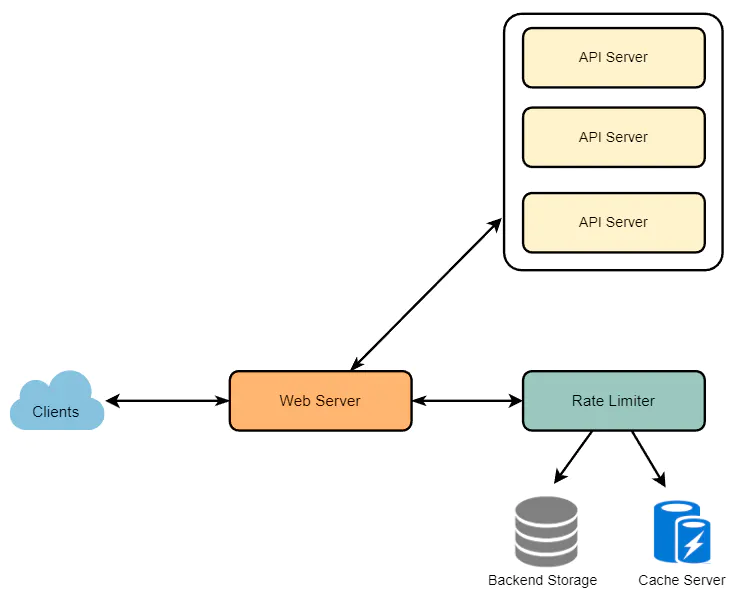 API Server
API Server
API Server
Clients
Web Server
Rate Limiter
Backend Storage
Cache Server